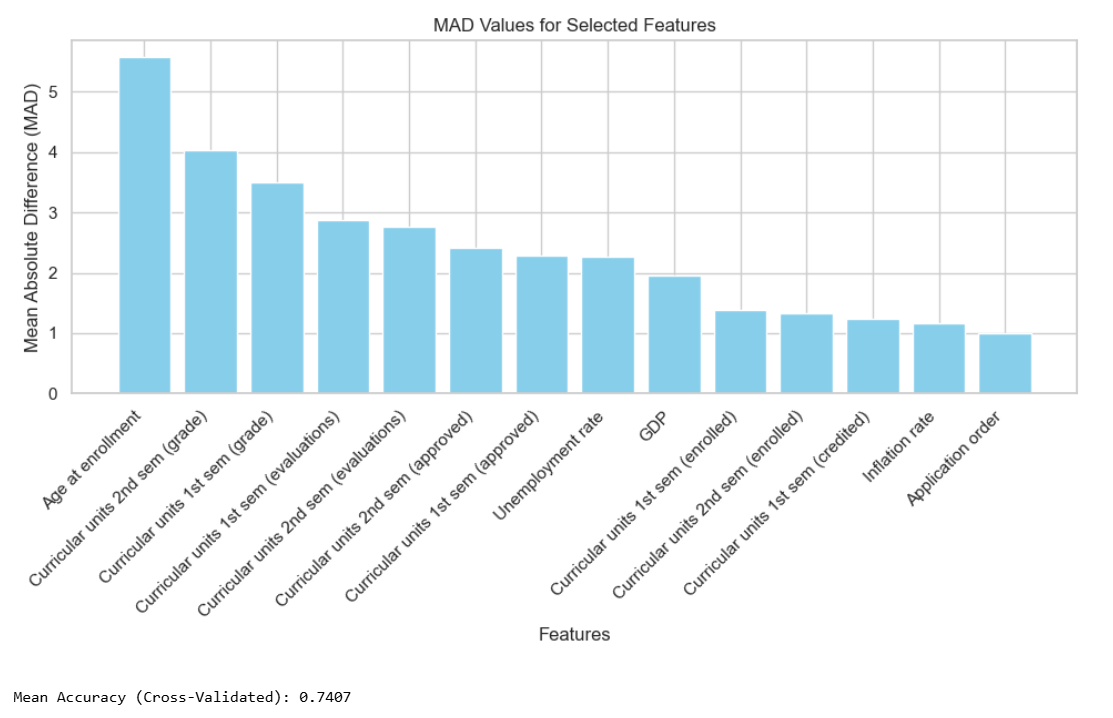 MAD Values for Selected Features
Mean Absolute Difference (MAD)
5
4
3
2
1
0
Age at enrollment
Curricular units 2nd sem (grade)
Curricular units 1st sem (grade)
Curricular units 1st sem (evaluations)
Curricular units 2nd sem (evaluations)
Curricular units 2nd sem (approved)
Curricular units 1st sem (approved)
Unemployment rate
GDP
Curricular units 1st sem (enrolled)
Curricular units 2nd sem (enrolled)
Curricular units 1st sem (credited)
Inflation rate
Application order
Features
Mean Accuracy (Cross-Validated): 0.7407